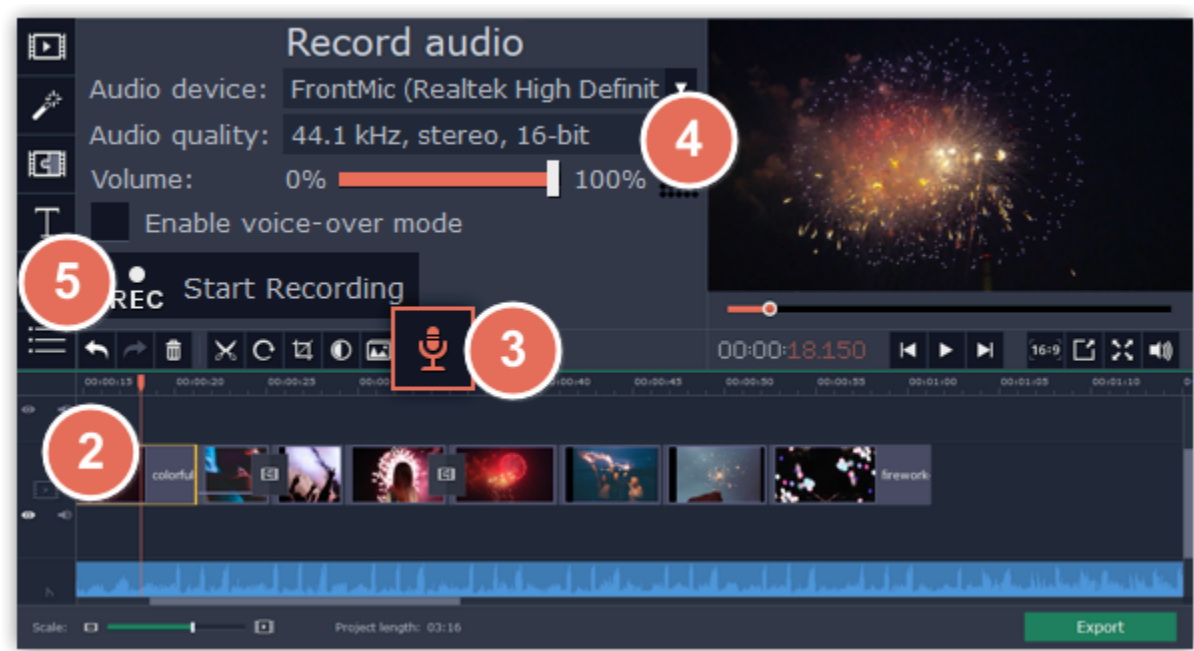 Record audio
Audio device: FrontMic (Realtek High Definit
Audio quality: 44.1 kHz, stereo, 16-bit
4
Volume: 0% 100%
T
Enable voice-over mode
5
REC Start Recording
3
00:00:18.150
16:9
00:00:15 00:00:20 00:00:25 00:00:40 00:00:45 00:00:50 00:00:55 00:01:00 00:01:05 00:01:10
2
colorful
firework
Scale:
Project length: 03:16
Export